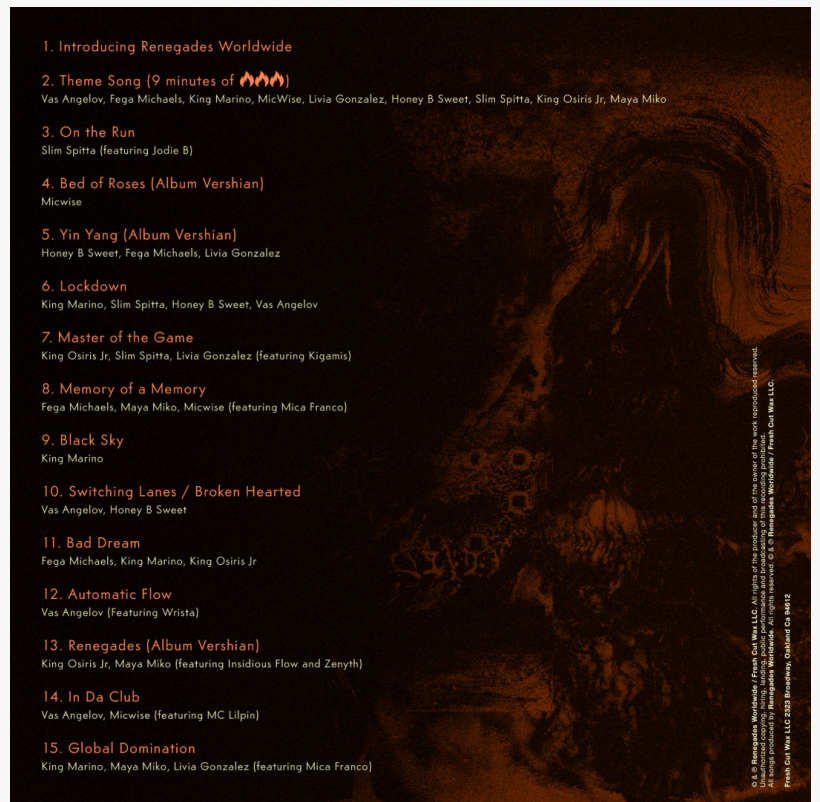 1. Introducing Renegades Worldwide
2. Theme Song (9 minutes of 🔥🔥🔥)
Vas Angelov, Fega Michaels, King Marino, MicWise, Livia Gonzalez, Honey B Sweet, Slim Spitta, King Osiris Jr, Maya Miko
3. On the Run
Slim Spitta (featuring Jodie B)
4. Bed of Roses (Album Vershian)
Micwise
5. Yin Yang (Album Vershian)
Honey B Sweet, Fega Michaels, Livia Gonzalez
6. Lockdown
King Marino, Slim Spitta, Honey B Sweet, Vas Angelov
7. Master of the Game
King Osiris Jr, Slim Spitta, Livia Gonzalez (featuring Kigamis)
8. Memory of a Memory
Fega Michaels, Maya Miko, Micwise (featuring Mica Franco)
9. Black Sky
King Marino
10. Switching Lanes / Broken Hearted
Vas Angelov, Honey B Sweet
11. Bad Dream
Fega Michaels, King Marino, King Osiris Jr
12. Automatic Flow
Vas Angelov (Featuring Wrista)
13. Renegades (Album Vershian)
King Osiris Jr, Maya Miko (featuring Insidious Flow and Zenyth)
14. In Da Club
Vas Angelov, Micwise (featuring MC Lilpin)
15. Global Domination
King Marino, Maya Miko, Livia Gonzalez (featuring Mica Franco)
© & ℗ Renegades Worldwide / Fresh Cut Wax LLC. All rights of the producer and of the owner of the work reproduced reserved.
Unauthorized copying, hiring, lending, public performance and broadcasting of this recording prohibited.
All songs produced by Renegades Worldwide. All rights reserved. © & ℗ Renegades Worldwide / Fresh Cut Wax LLC.
Fresh Cut Wax LLC 2323 Broadway, Oakland Ca 94612